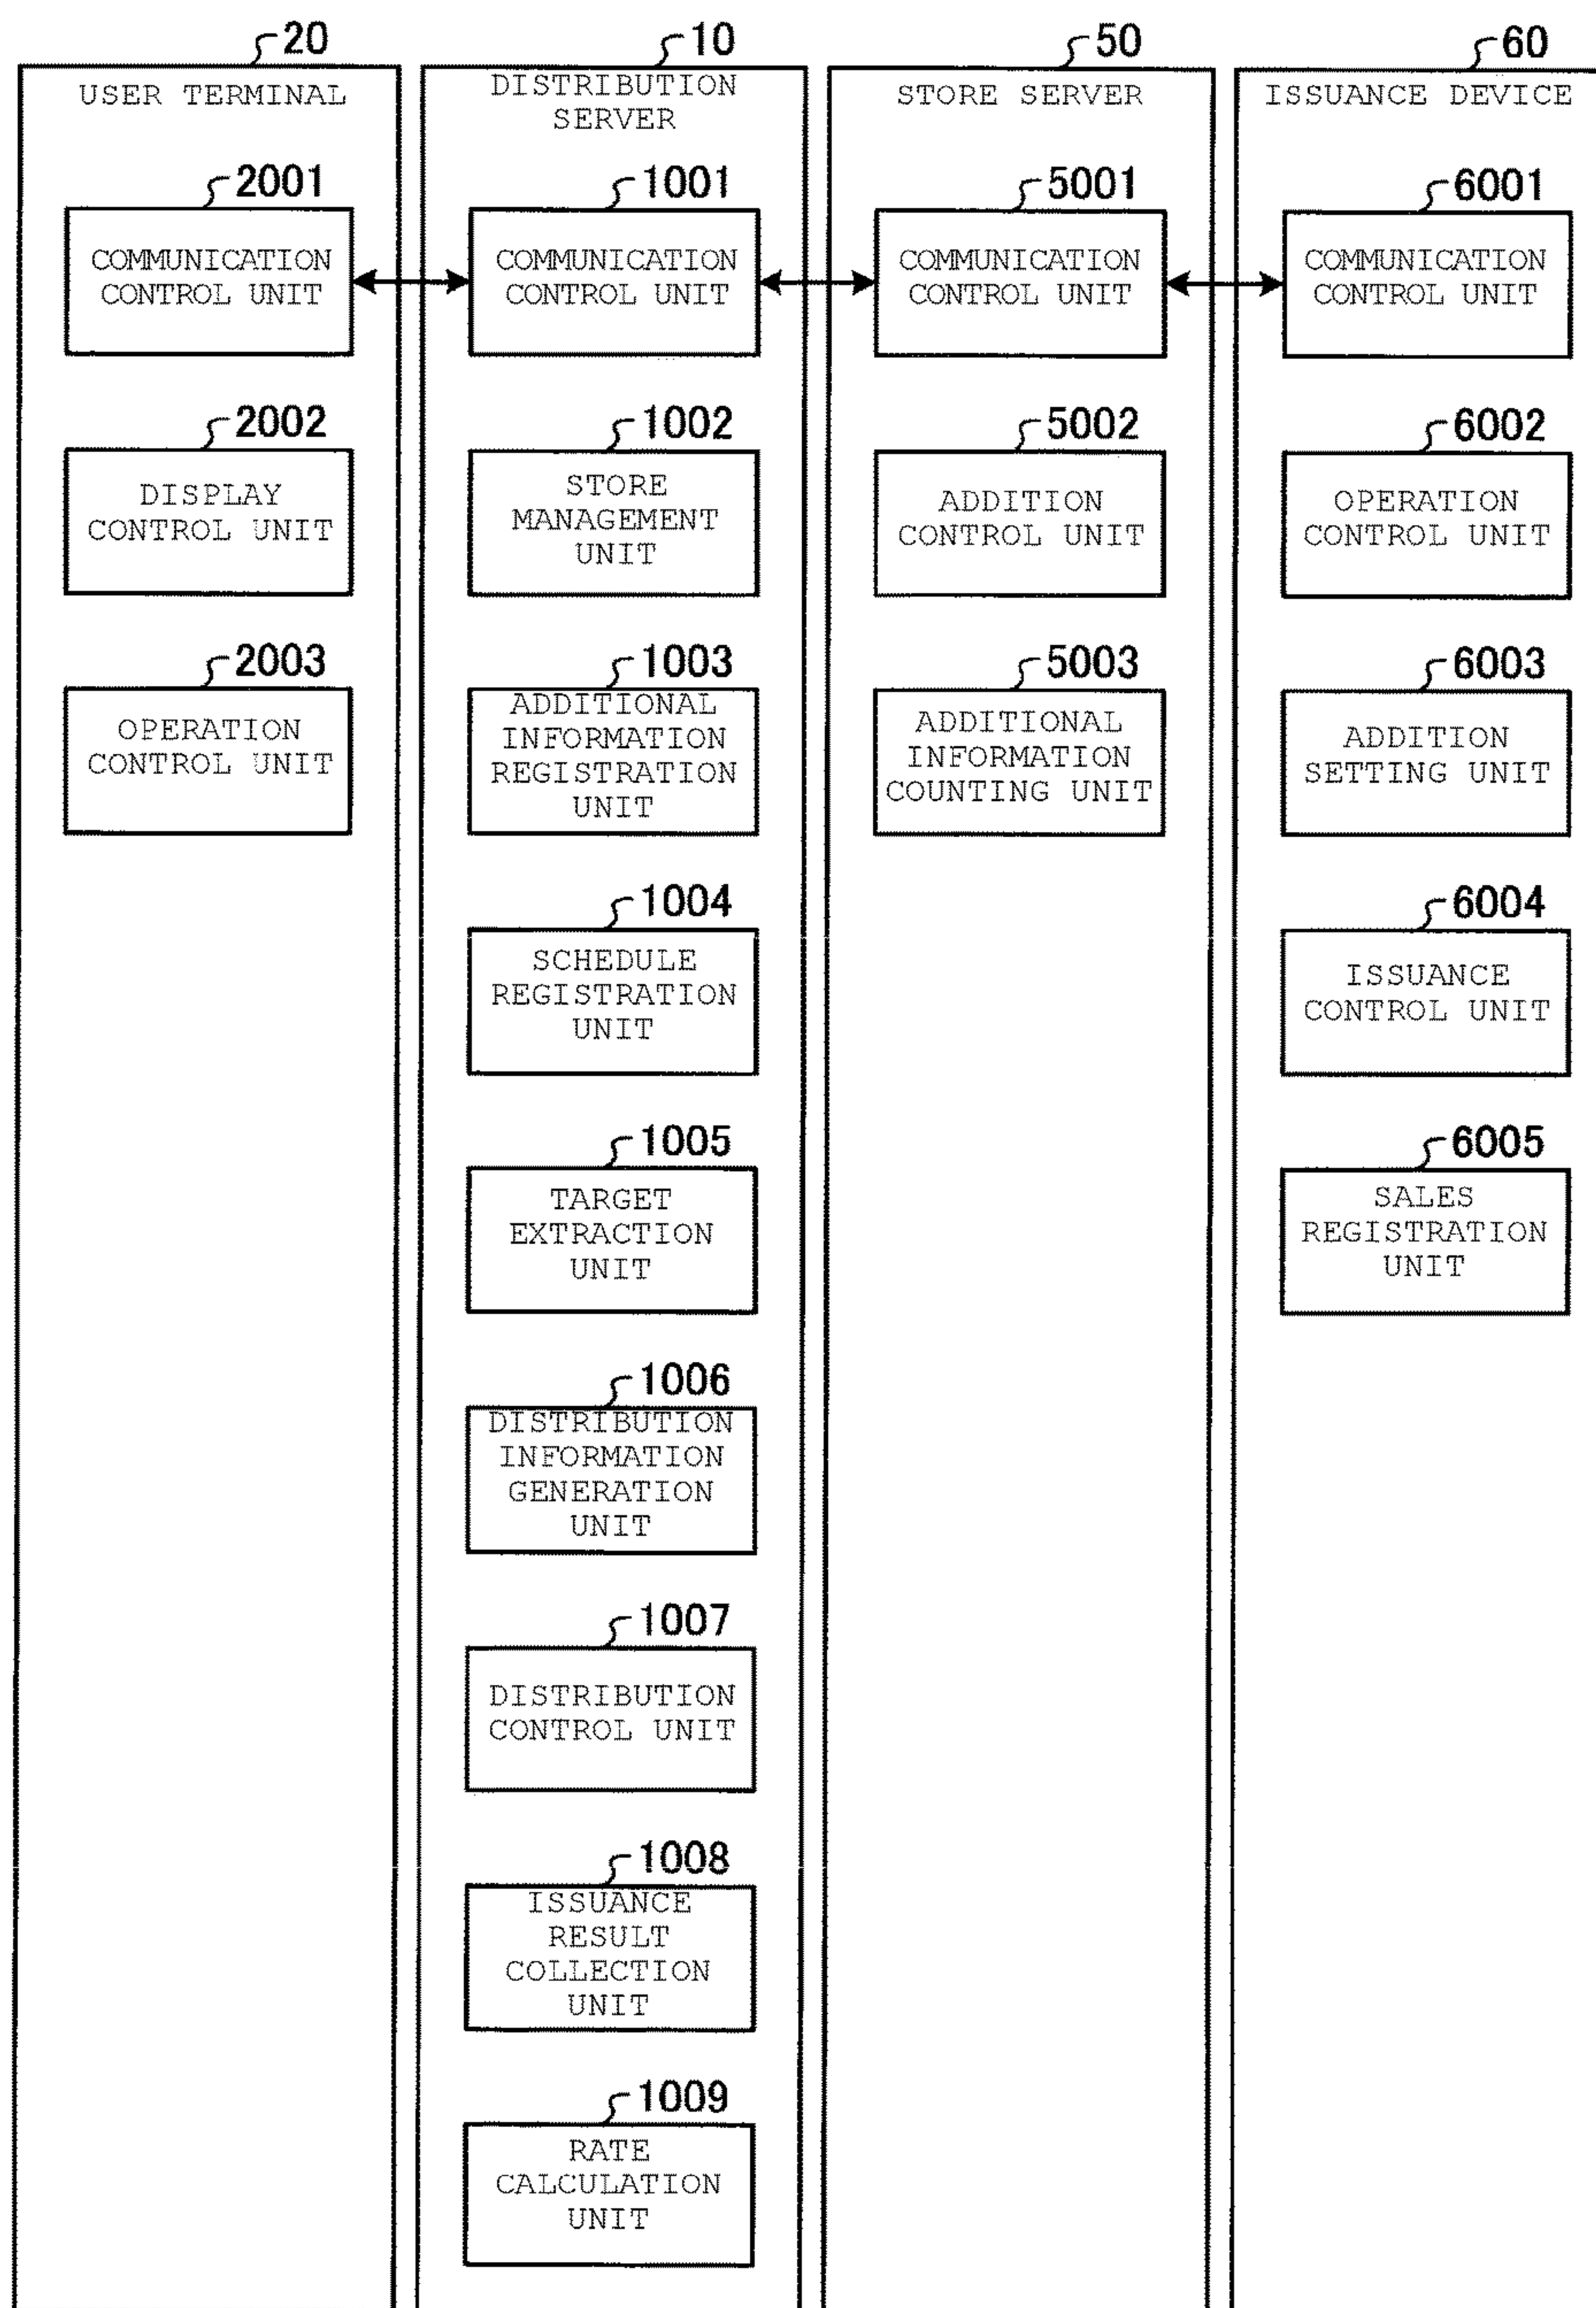 20
USER TERMINAL
2001
COMMUNICATION
CONTROL UNIT
2002
DISPLAY
CONTROL UNIT
2003
OPERATION
CONTROL UNIT
10
DISTRIBUTION
SERVER
1001
COMMUNICATION
CONTROL UNIT
1002
STORE
MANAGEMENT
UNIT
1003
ADDITIONAL
INFORMATION
REGISTRATION
UNIT
1004
SCHEDULE
REGISTRATION
UNIT
1005
TARGET
EXTRACTION
UNIT
1006
DISTRIBUTION
INFORMATION
GENERATION
UNIT
1007
DISTRIBUTION
CONTROL UNIT
1008
ISSUANCE
RESULT
COLLECTION
UNIT
1009
RATE
CALCULATION
UNIT
50
STORE SERVER
5001
COMMUNICATION
CONTROL UNIT
5002
ADDITION
CONTROL UNIT
5003
ADDITIONAL
INFORMATION
COUNTING UNIT
60
ISSUANCE DEVICE
6001
COMMUNICATION
CONTROL UNIT
6002
OPERATION
CONTROL UNIT
6003
ADDITION
SETTING UNIT
6004
ISSUANCE
CONTROL UNIT
6005
SALES
REGISTRATION
UNIT